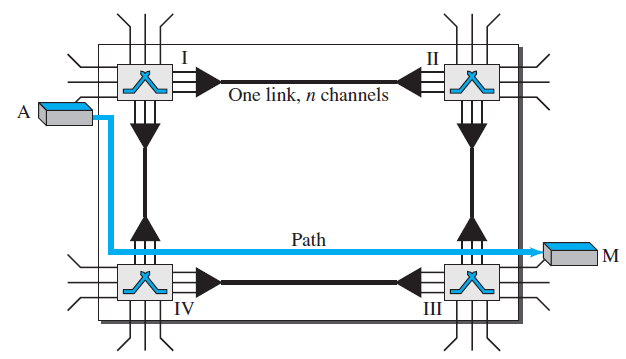 I
II
One link, n channels
A
Path
M
IV
III